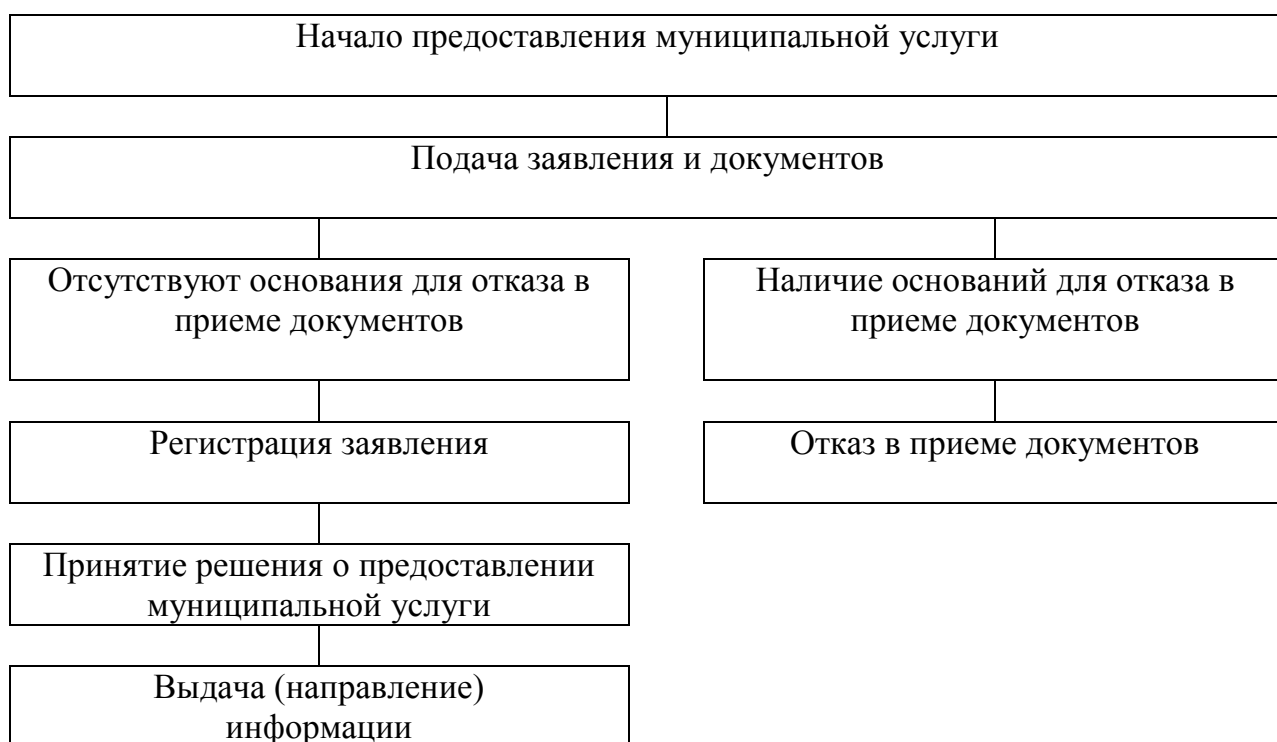 Начало предоставления муниципальной услуги
Подача заявления и документов
Отсутствуют основания для отказа в
приеме документов
Наличие оснований для отказа в
приеме документов
Регистрация заявления
Отказ в приеме документов
Принятие решения о предоставлении
муниципальной услуги
Выдача (направление)
информации